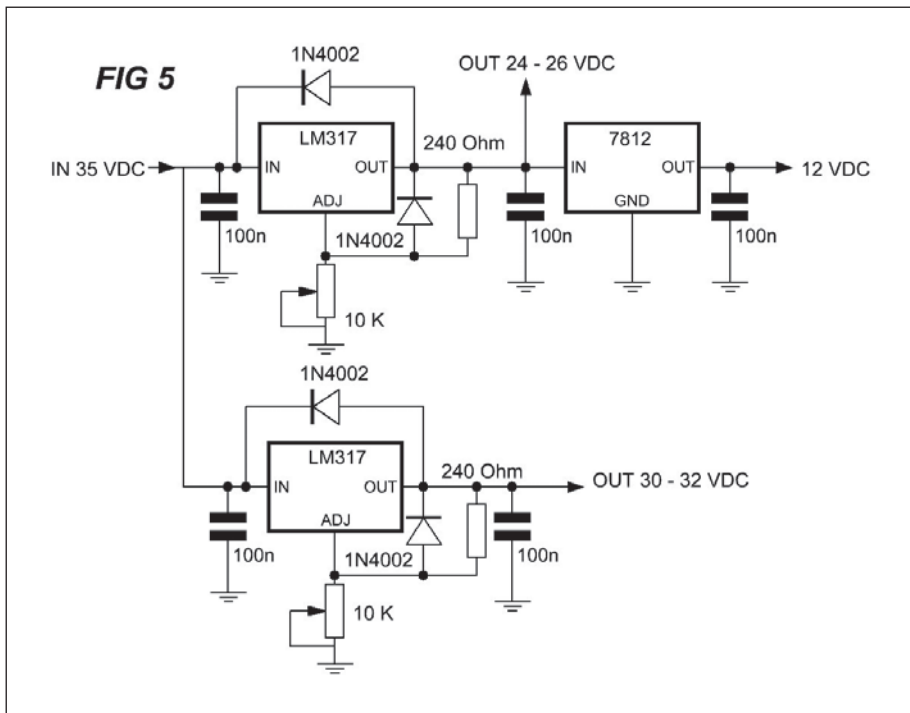 FIG 5
1N4002
OUT 24 - 26 VDC
LM317
240 Ohm
7812
IN 35 VDC
IN
OUT
IN
OUT
12 VDC
ADJ
GND
100n
1N4002
100n
100n
10 K
1N4002
LM317
240 Ohm
IN
OUT
OUT 30 - 32 VDC
ADJ
100n
1N4002
100n
10 K